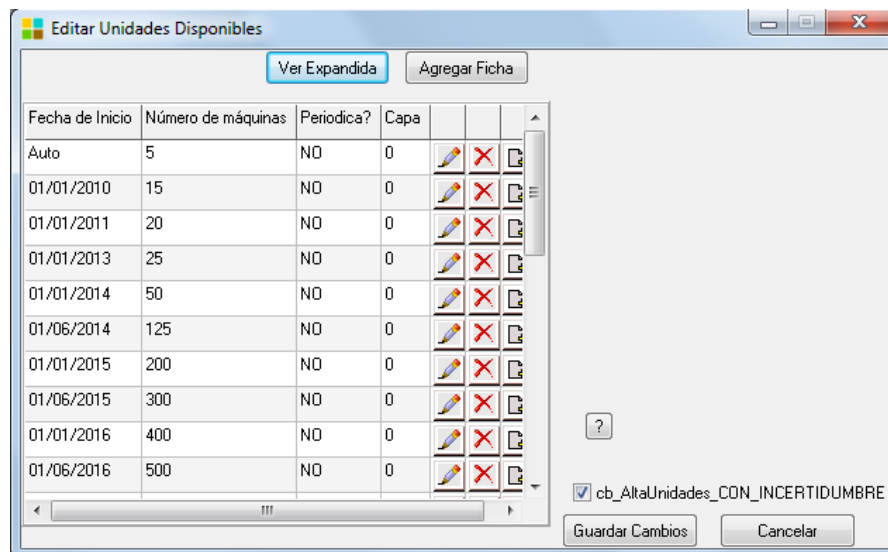 Editar Unidades Disponibles
Ver Expandida Agregar Ficha
Fecha de Inicio Número de máquinas Periodica? Capa
Auto 5 NO 0
01/01/2010 15 NO 0
01/01/2011 20 NO 0
01/01/2013 25 NO 0
01/01/2014 50 NO 0
01/06/2014 125 NO 0
01/01/2015 200 NO 0
01/06/2015 300 NO 0
01/01/2016 400 NO 0
01/06/2016 500 NO 0
?
cb_AltaUnidades_CON_INCERTIDUMBRE
Guardar Cambios Cancelar